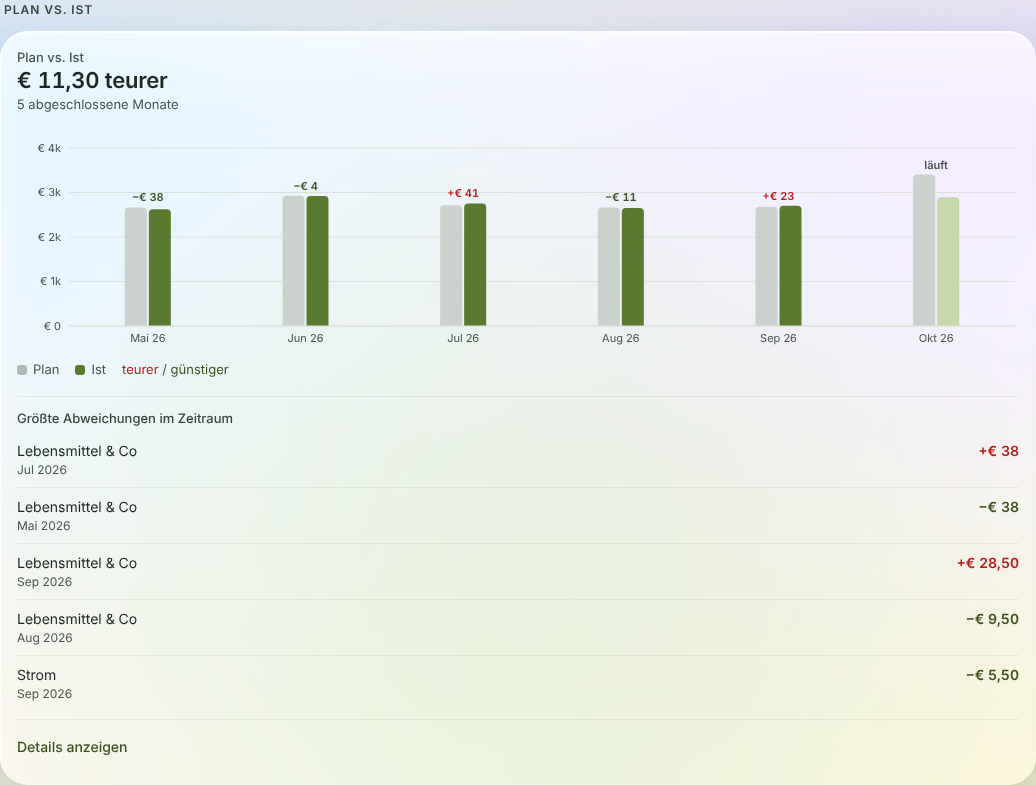 PLAN VS. IST
Plan vs. Ist
€ 11,30 teurer
5 abgeschlossene Monate
€ 4k
€ 3k
€ 2k
€ 1k
€ 0
−€ 38
−€ 4
+€ 41
−€ 11
+€ 23
läuft
Mai 26
Jun 26
Jul 26
Aug 26
Sep 26
Okt 26
Plan Ist teurer / günstiger
Größte Abweichungen im Zeitraum
Lebensmittel & Co +€ 38
Jul 2026
Lebensmittel & Co −€ 38
Mai 2026
Lebensmittel & Co +€ 28,50
Sep 2026
Lebensmittel & Co −€ 9,50
Aug 2026
Strom −€ 5,50
Sep 2026
Details anzeigen